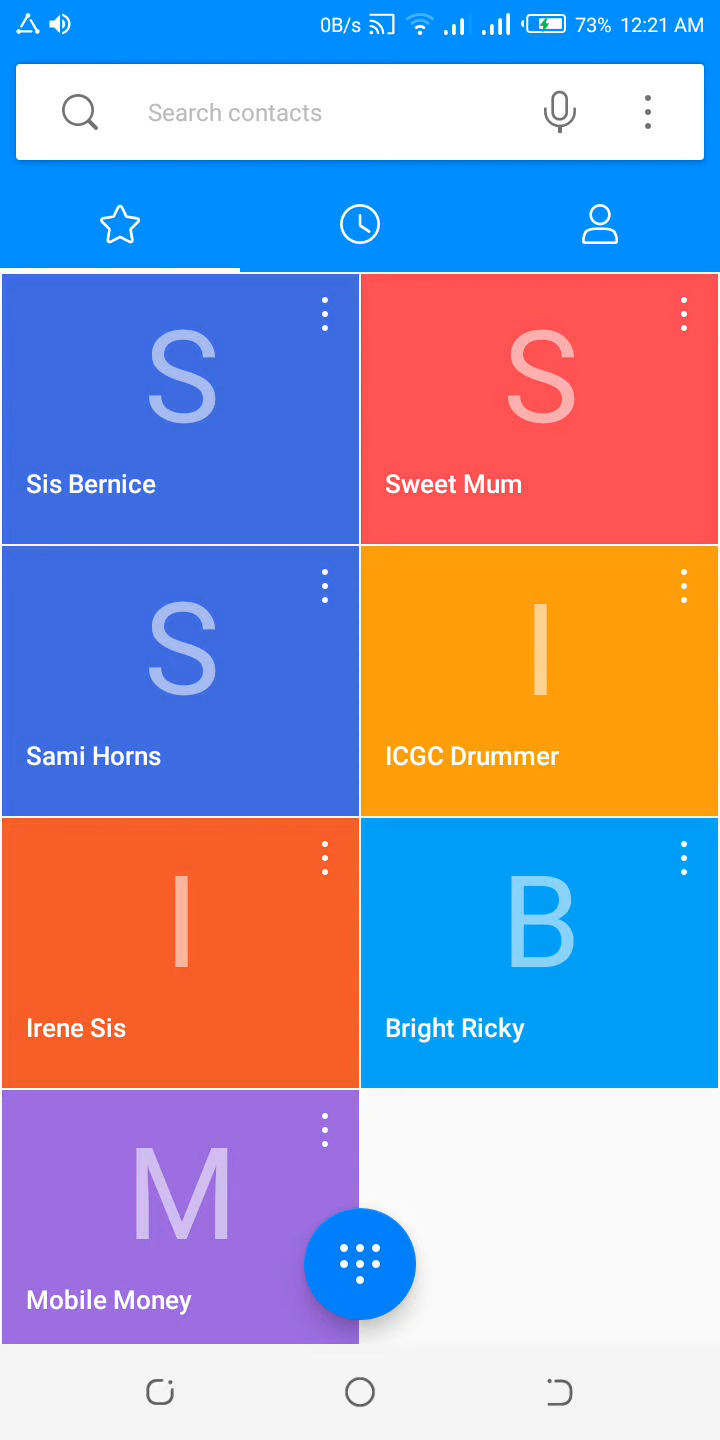 0B/s 73% 12:21 AM
Search contacts
S
Sis Bernice
S
Sweet Mum
S
Sami Horns
I
ICGC Drummer
I
Irene Sis
B
Bright Ricky
M
Mobile Money